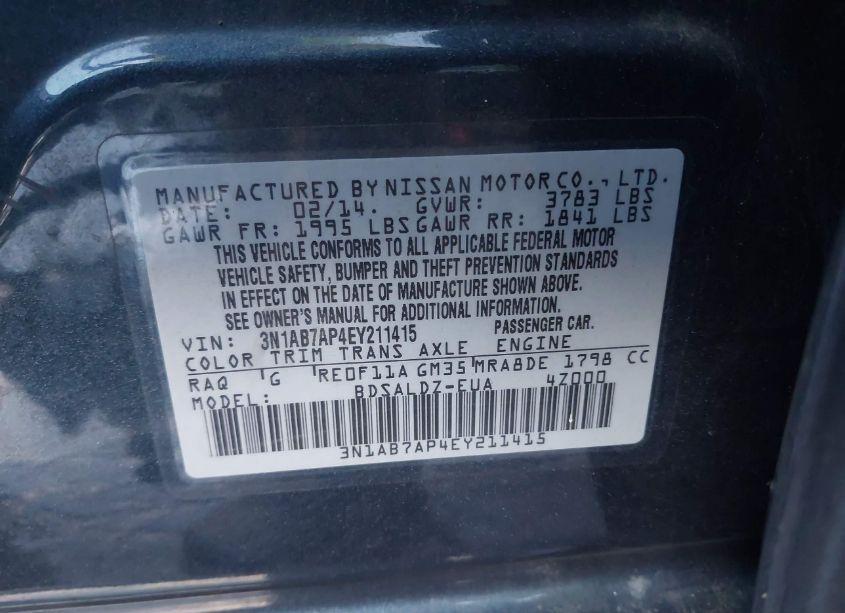 MANUFACTURED BY NISSAN MOTOR CO., LTD.
DATE: 02/14. GVWR: 3783 LBS
GAWR FR: 1995 LBS GAWR RR: 1841 LBS
THIS VEHICLE CONFORMS TO ALL APPLICABLE FEDERAL MOTOR
VEHICLE SAFETY, BUMPER AND THEFT PREVENTION STANDARDS
IN EFFECT ON THE DATE OF MANUFACTURE SHOWN ABOVE.
SEE OWNER'S MANUAL FOR ADDITIONAL INFORMATION.
VIN: 3N1AB7AP4EY211415 PASSENGER CAR.
COLOR TRIM TRANS AXLE ENGINE
RAQ G RE0F11A GM35 MRA8DE 1798 CC
MODEL: BDSALDZ-EUA 4Z000
3N1AB7AP4EY211415